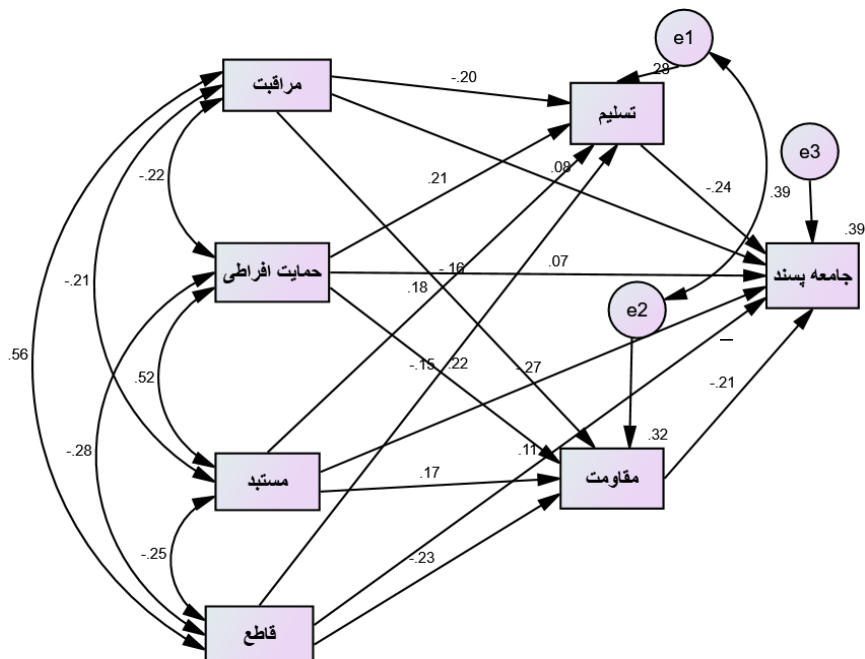 e1
.28
مراقبت
-.20
تسلیم
e3
.08
-.22
.21
-.24
.39
.39
حمایت افراطی
جامعه پسند
-.16
.07
-.21
.18
e2
.56
.52
-.15
.22
-.27
-.21
-.28
.32
.11
مستبد
.17
مقاومت
-.25
-.23
قاطع